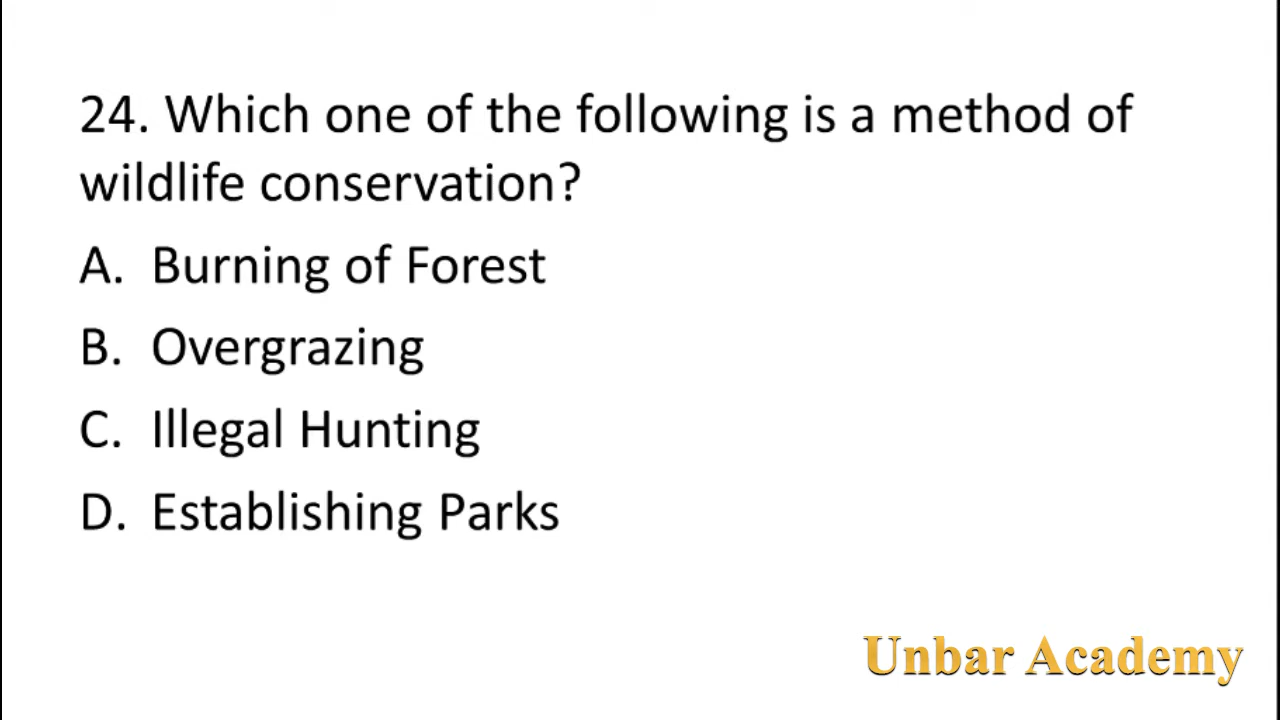 24. Which one of the following is a method of
wildlife conservation?
A. Burning of Forest
B. Overgrazing
C. Illegal Hunting
D. Establishing Parks
Unbar Academy